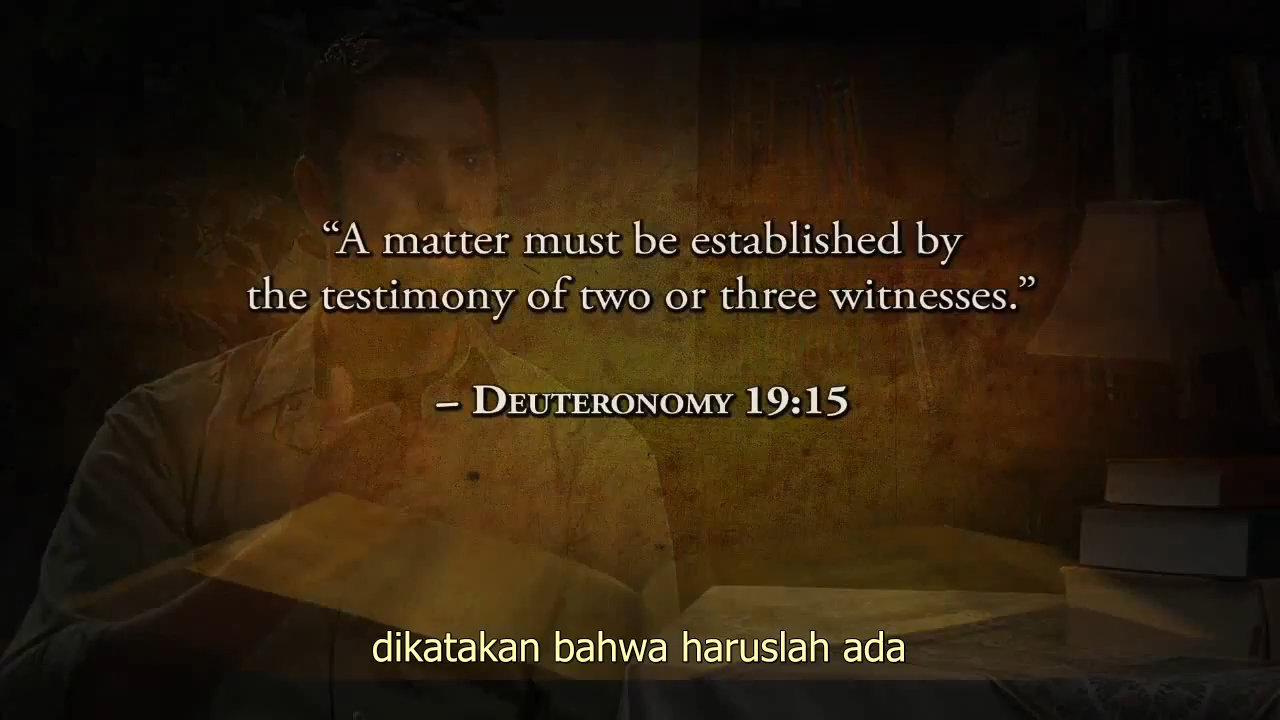 “A matter must be established by
the testimony of two or three witnesses.”
– DEUTERONOMY 19:15
dikatakan bahwa haruslah ada